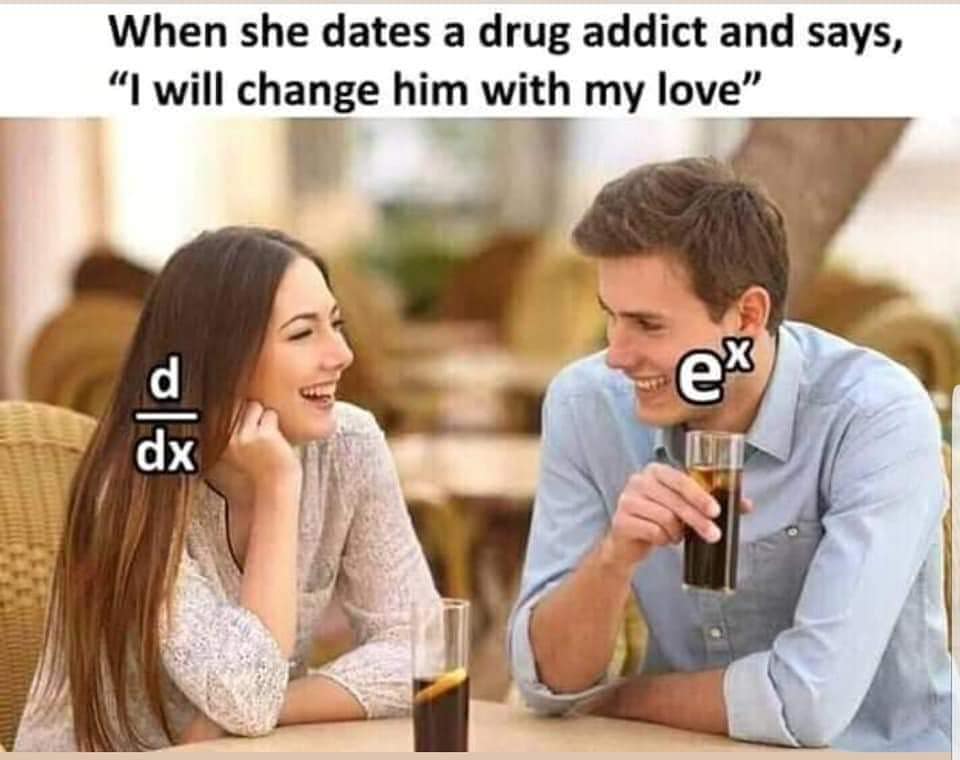 When she dates a drug addict and says,
“I will change him with my love”
d
dx
eˣ